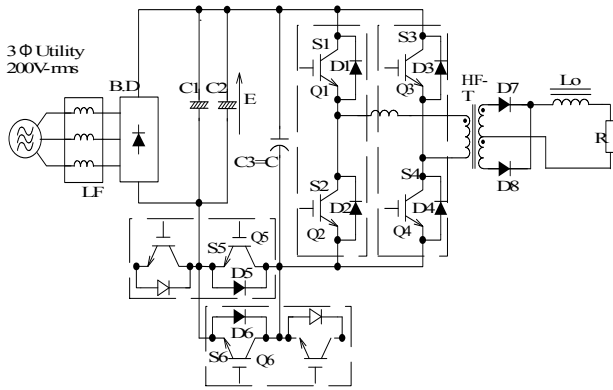 3 Φ Utility
200V-rms
B.D
C1
C2
E
C3=C
LF
S1
D1
Q1
S3
D3
Q3
HF-
T
D7
Lo
R
D8
S2
D2
Q2
S4
D4
Q4
S5
Q5
D5
D6
S6
Q6